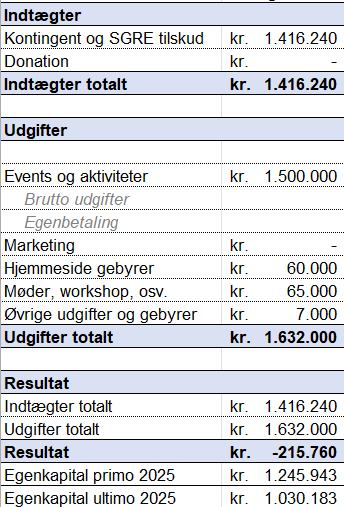 Indtægter
Kontingent og SGRE tilskud kr. 1.416.240
Donation kr. -
Indtægter totalt kr. 1.416.240
Udgifter
Events og aktiviteter kr. 1.500.000
Brutto udgifter
Egenbetaling
Marketing kr. -
Hjemmeside gebyrer kr. 60.000
Møder, workshop, osv. kr. 65.000
Øvrige udgifter og gebyrer kr. 7.000
Udgifter totalt kr. 1.632.000
Resultat
Indtægter totalt kr. 1.416.240
Udgifter totalt kr. 1.632.000
Resultat kr. -215.760
Egenkapital primo 2025 kr. 1.245.943
Egenkapital ultimo 2025 kr. 1.030.183